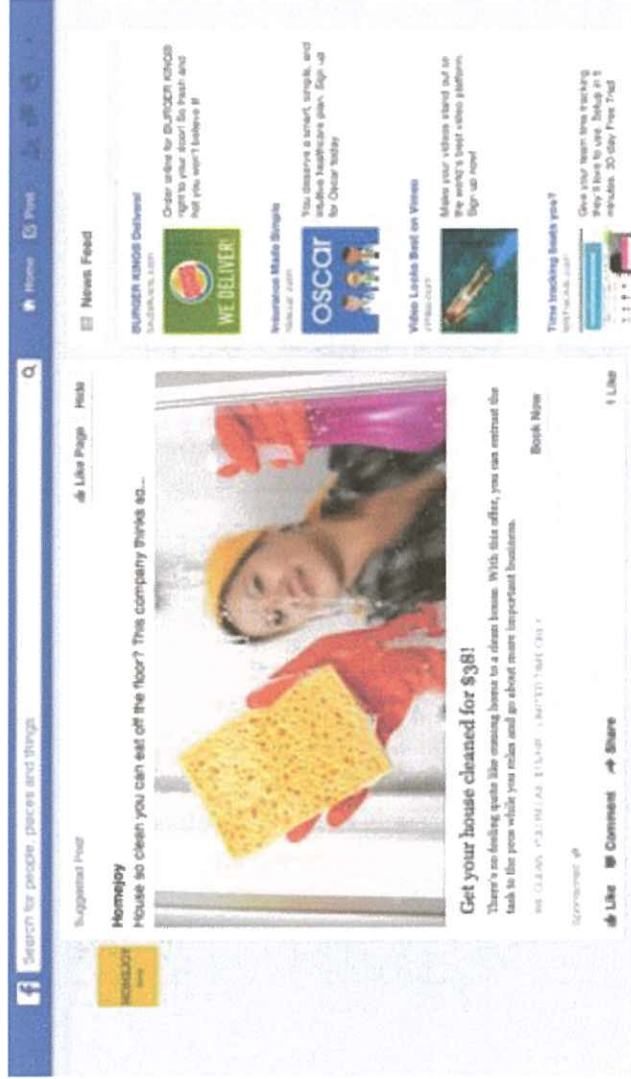 f Search for people, places and things
Home
Post
Suggested Post
Like Page Hide
HOMEJOY
Homejoy
House so clean you can eat off the floor? This company thinks so...
Get your house cleaned for $38!
There's no feeling quite like coming home to a clean house. With this offer, you can entrust the
task to the pros while you relax and go about more important business.
Book Now
Sponsored
Like Comment Share
1 Like
News Feed
BURGER KING® Delivers!
Order online for BURGER KING®
right to your door! So fresh and
hot you won't believe it!
WE DELIVER!
Insurance Made Simple
You deserve a smart, simple, and
intuitive healthcare plan. Sign up
for Oscar today
oscar
Video Looks Best on Vimeo
Make your videos stand out on
the world's best video platform.
Sign up now!
Time tracking beats you?
Give your team time tracking
they'll love to use. Setup in 5
minutes. 30-day Free Trial!